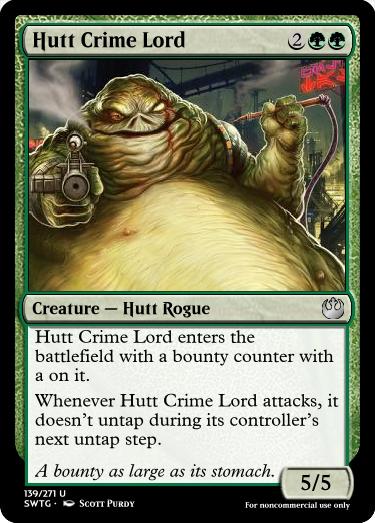 Hutt Crime Lord 2
Creature — Hutt Rogue
Hutt Crime Lord enters the
battlefield with a bounty counter with
a on it.
Whenever Hutt Crime Lord attacks, it
doesn't untap during its controller's
next untap step.
A bounty as large as its stomach.
5/5
139/271 U
SWTG · Scott Purdy
For noncommercial use only